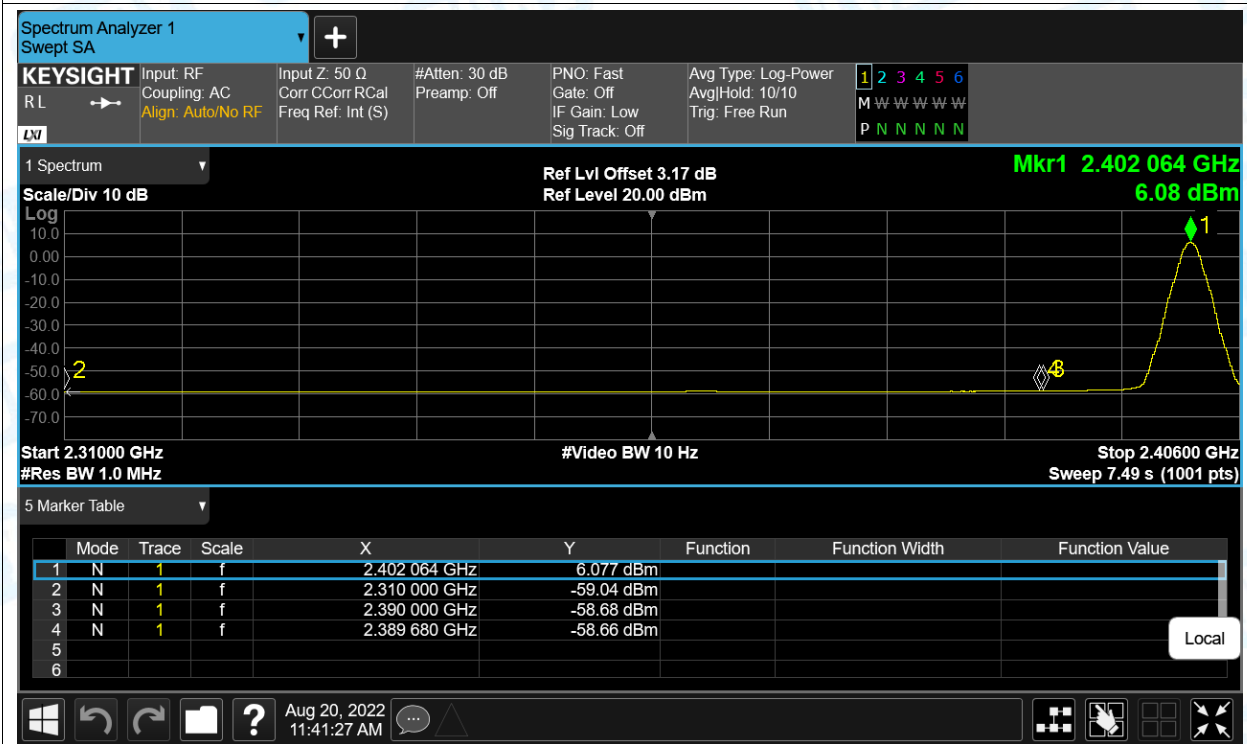 Spectrum Analyzer 1
Swept SA
KEYSIGHT
R L
LXI
Input: RF
Coupling: AC
Align: Auto/No RF
Input Z: 50 Ω
Corr CCorr RCal
Freq Ref: Int (S)
#Atten: 30 dB
Preamp: Off
PNO: Fast
Gate: Off
IF Gain: Low
Sig Track: Off
Avg Type: Log-Power
Avg|Hold: 10/10
Trig: Free Run
1 2 3 4 5 6
M W W W W W
P N N N N N
1 Spectrum
Scale/Div 10 dB
Ref Lvl Offset 3.17 dB
Ref Level 20.00 dBm
Mkr1 2.402 064 GHz
6.08 dBm
Log
10.0
0.00
-10.0
-20.0
-30.0
-40.0
-50.0
-60.0
-70.0
1
2
4 3
Start 2.31000 GHz
#Res BW 1.0 MHz
#Video BW 10 Hz
Stop 2.40600 GHz
Sweep 7.49 s (1001 pts)
5 Marker Table
Mode Trace Scale X Y Function Function Width Function Value
1 N 1 f 2.402 064 GHz 6.077 dBm
2 N 1 f 2.310 000 GHz -59.04 dBm
3 N 1 f 2.390 000 GHz -58.68 dBm
4 N 1 f 2.389 680 GHz -58.66 dBm
5
6
Local
?
Aug 20, 2022
11:41:27 AM